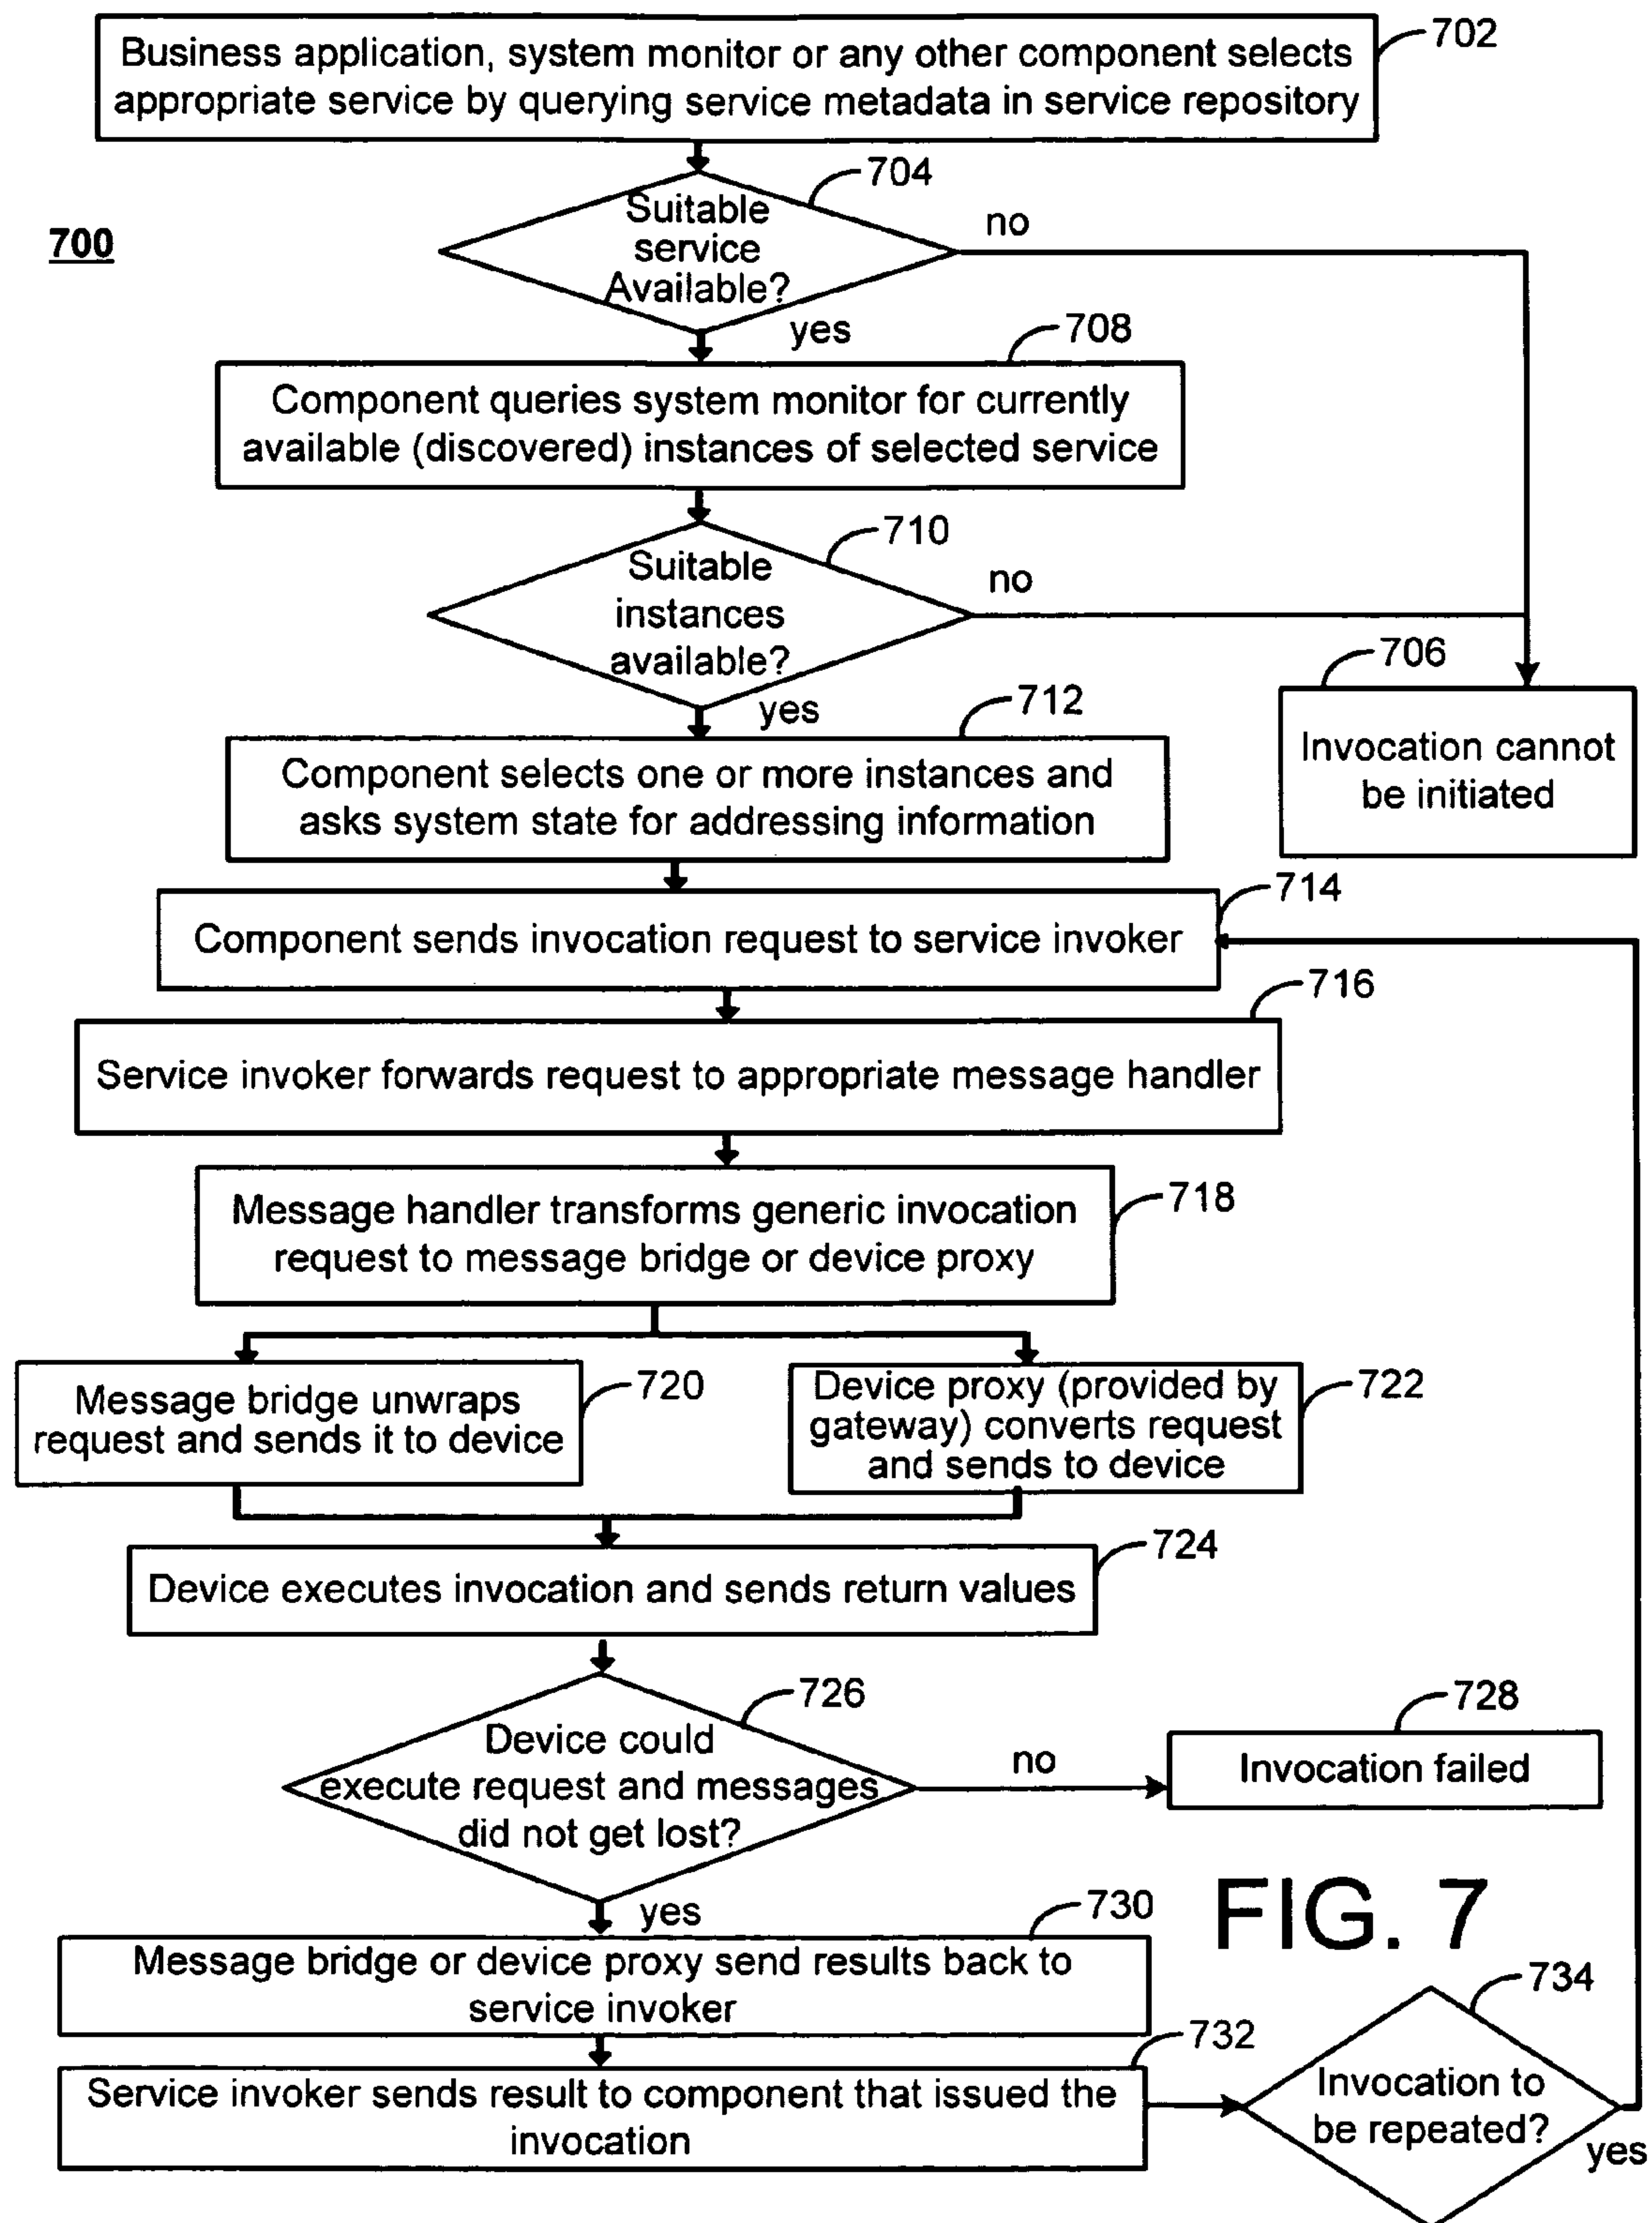 702
Business application, system monitor or any other component selects
appropriate service by querying service metadata in service repository
704
Suitable
service
Available?
no
700
yes
708
Component queries system monitor for currently
available (discovered) instances of selected service
710
Suitable
instances
available?
no
706
Invocation cannot
be initiated
yes
712
Component selects one or more instances and
asks system state for addressing information
714
Component sends invocation request to service invoker
716
Service invoker forwards request to appropriate message handler
718
Message handler transforms generic invocation
request to message bridge or device proxy
720
Message bridge unwraps
request and sends it to device
722
Device proxy (provided by
gateway) converts request
and sends to device
724
Device executes invocation and sends return values
726
Device could
execute request and messages
did not get lost?
no
728
Invocation failed
yes
730
Message bridge or device proxy send results back to
service invoker
FIG. 7
732
Service invoker sends result to component that issued the
invocation
734
Invocation to
be repeated?
yes